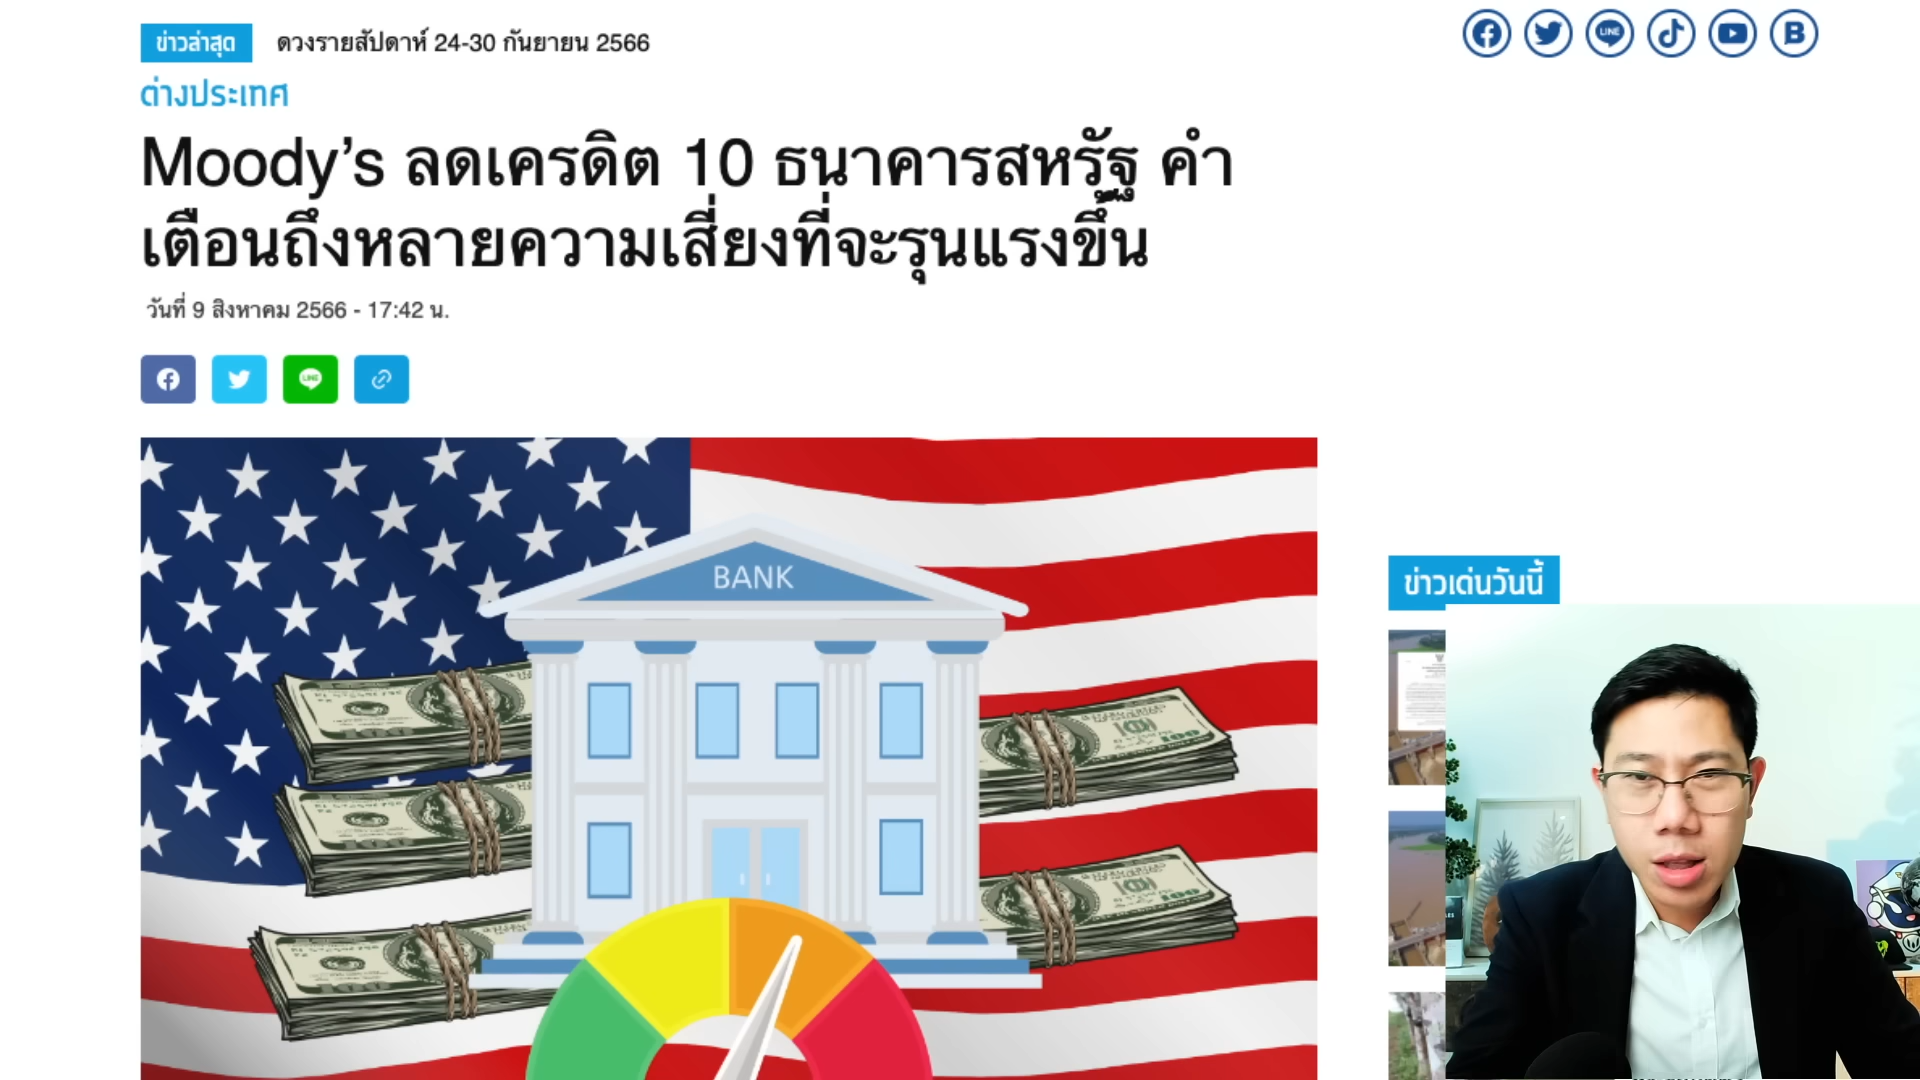 ข่าวล่าสุด ดวงรายสัปดาห์ 24-30 กันยายน 2566
ต่างประเทศ
Moody’s ลดเครดิต 10 ธนาคารสหรัฐ คำ
เตือนถึงหลายความเสี่ยงที่จะรุนแรงขึ้น
วันที่ 9 สิงหาคม 2566 - 17:42 น.
BANK
ข่าวเด่นวันนี้